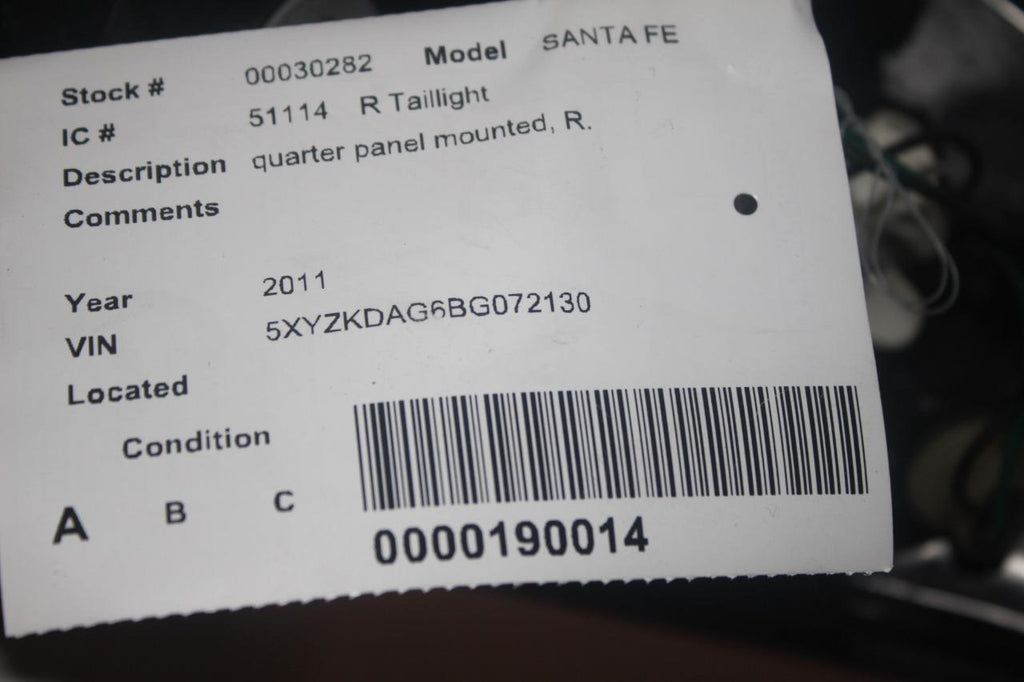 Stock # 00030282 Model SANTA FE
IC # 51114 R Taillight
Description quarter panel mounted, R.
Comments
Year 2011
VIN 5XYZKDAG6BG072130
Located
Condition
A B C
0000190014